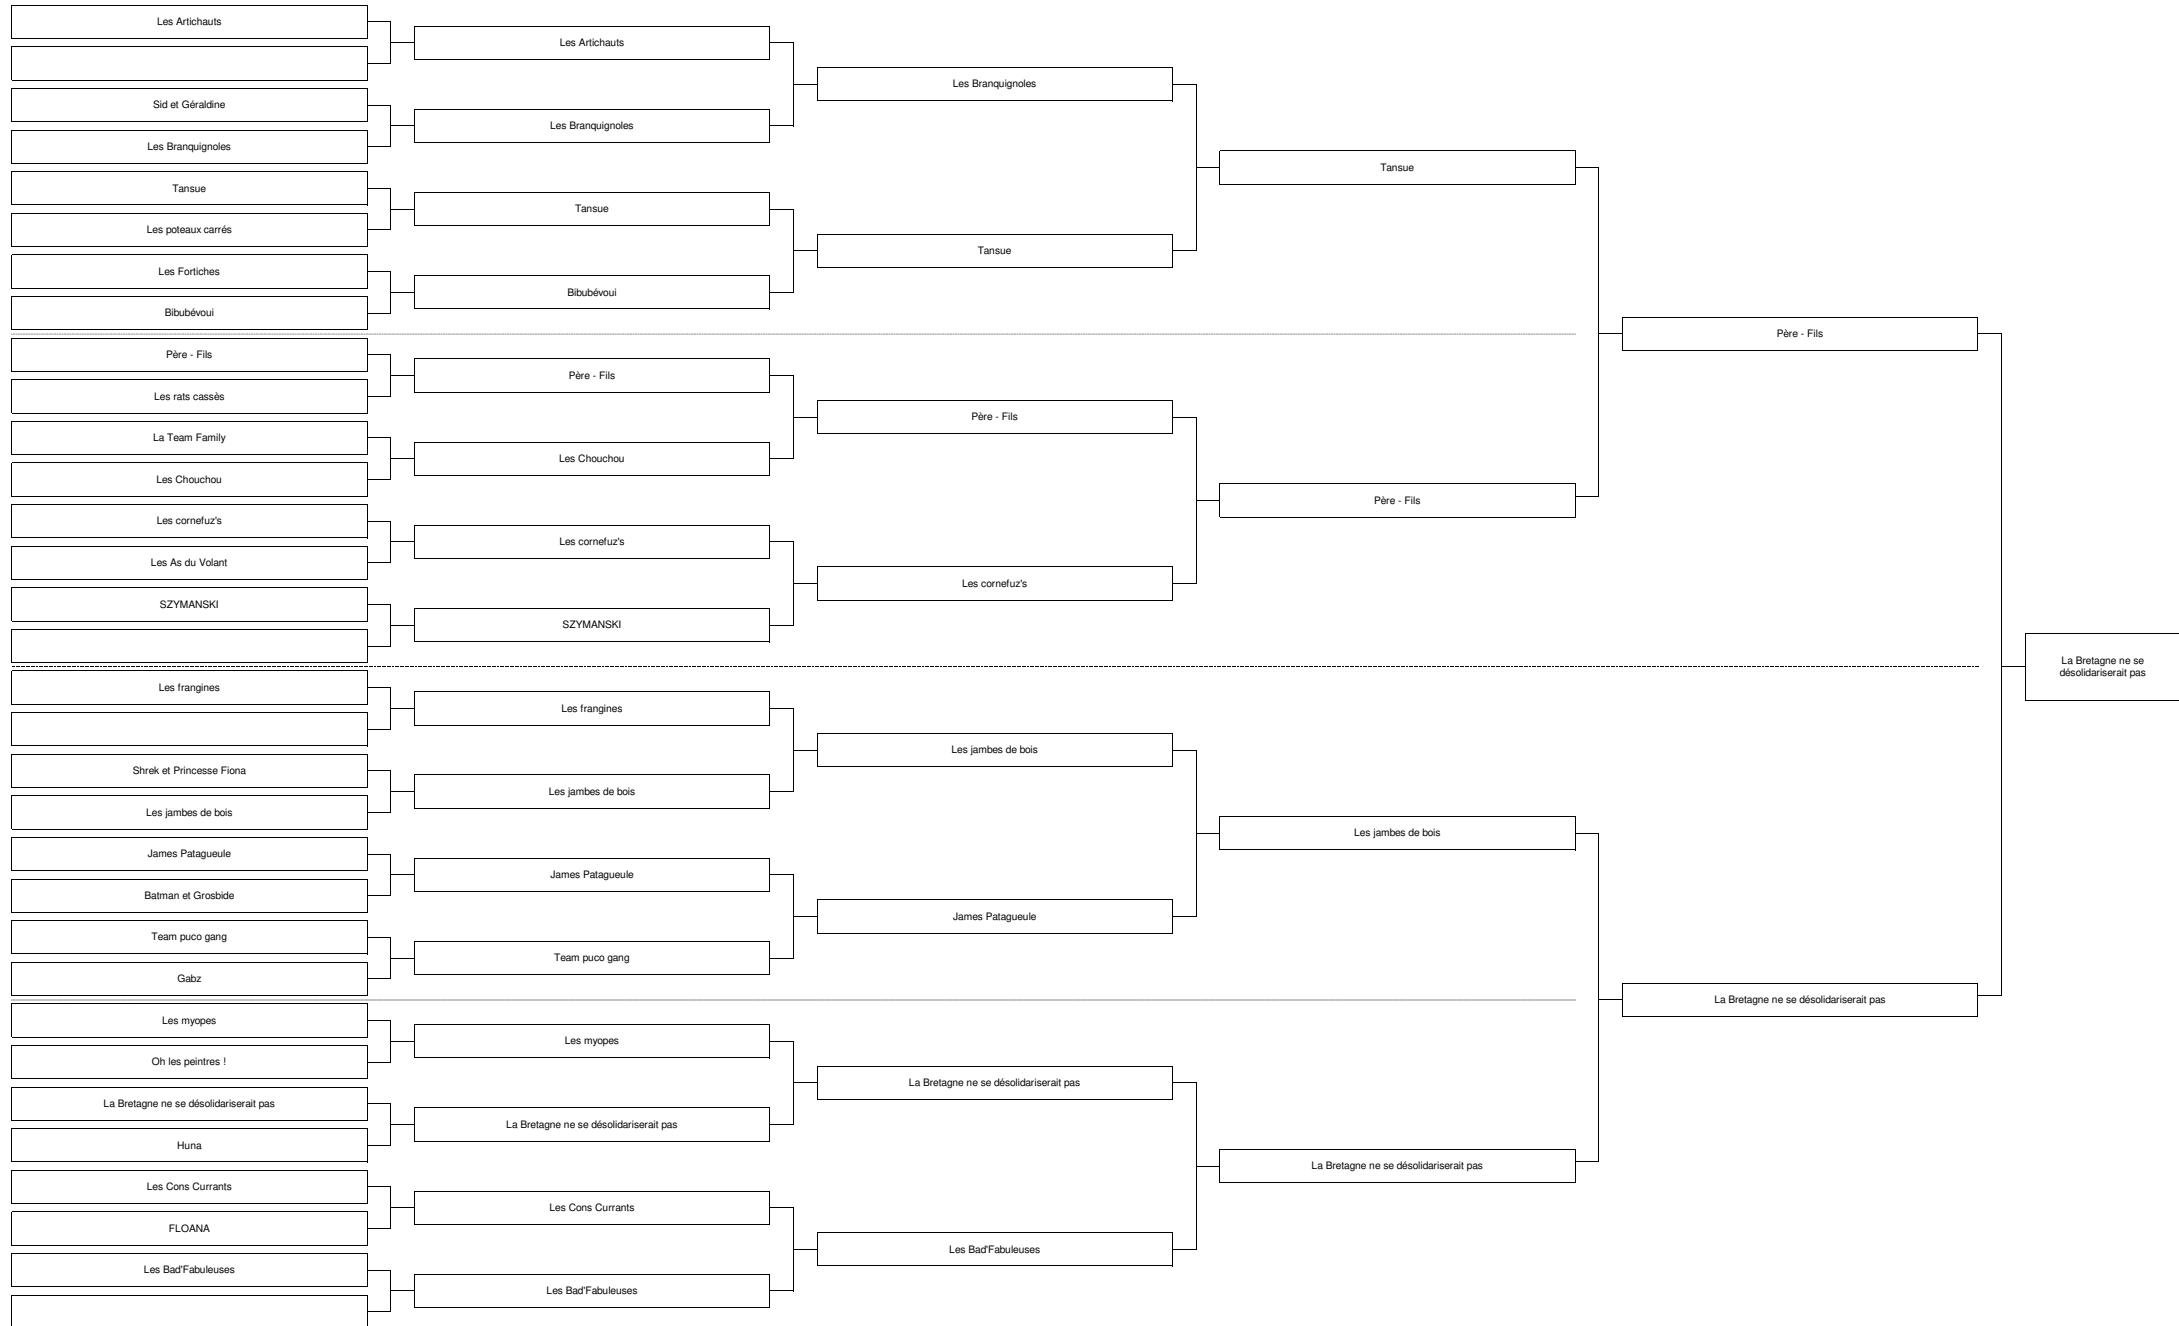 Les Artichauts
Sid et Géraldine
Les Branquignoles
Tansue
Les poteaux carrés
Les Fortiches
Bibubévoui
Père - Fils
Les rats cassès
La Team Family
Les Chouchou
Les cornefuz's
Les As du Volant
SZYMANSKI
Les frangines
Shrek et Princesse Fiona
Les jambes de bois
James Patagueule
Batman et Grosbide
Team puco gang
Gabz
Les myopes
Oh les peintres !
La Bretagne ne se désolidariserait pas
Huna
Les Cons Currants
FLOANA
Les Bad'Fabuleuses
Les Artichauts
Les Branquignoles
Tansue
Bibubévoui
Père - Fils
Les Chouchou
Les cornefuz's
SZYMANSKI
Les frangines
Les jambes de bois
James Patagueule
Team puco gang
Les myopes
La Bretagne ne se désolidariserait pas
Les Cons Currants
Les Bad'Fabuleuses
Les Branquignoles
Tansue
Père - Fils
Les cornefuz's
Les jambes de bois
James Patagueule
La Bretagne ne se désolidariserait pas
Les Bad'Fabuleuses
Tansue
Père - Fils
Les jambes de bois
La Bretagne ne se désolidariserait pas
Père - Fils
La Bretagne ne se désolidariserait pas
La Bretagne ne se
désolidariserait pas